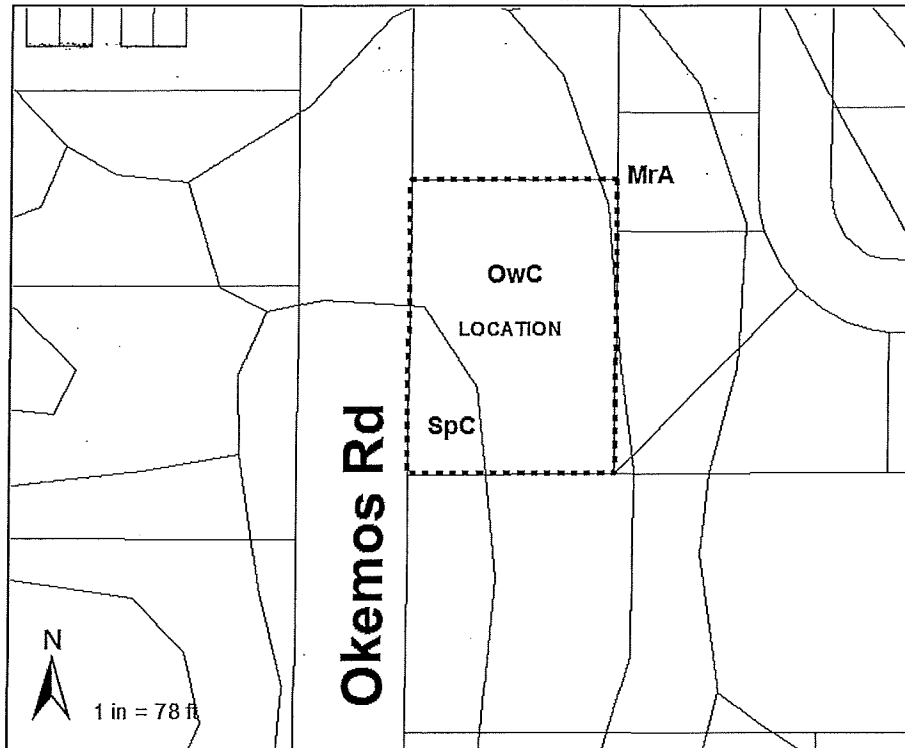 MrA
OwC
LOCATION
SpC
Okemos Rd
N
1 in = 78 ft